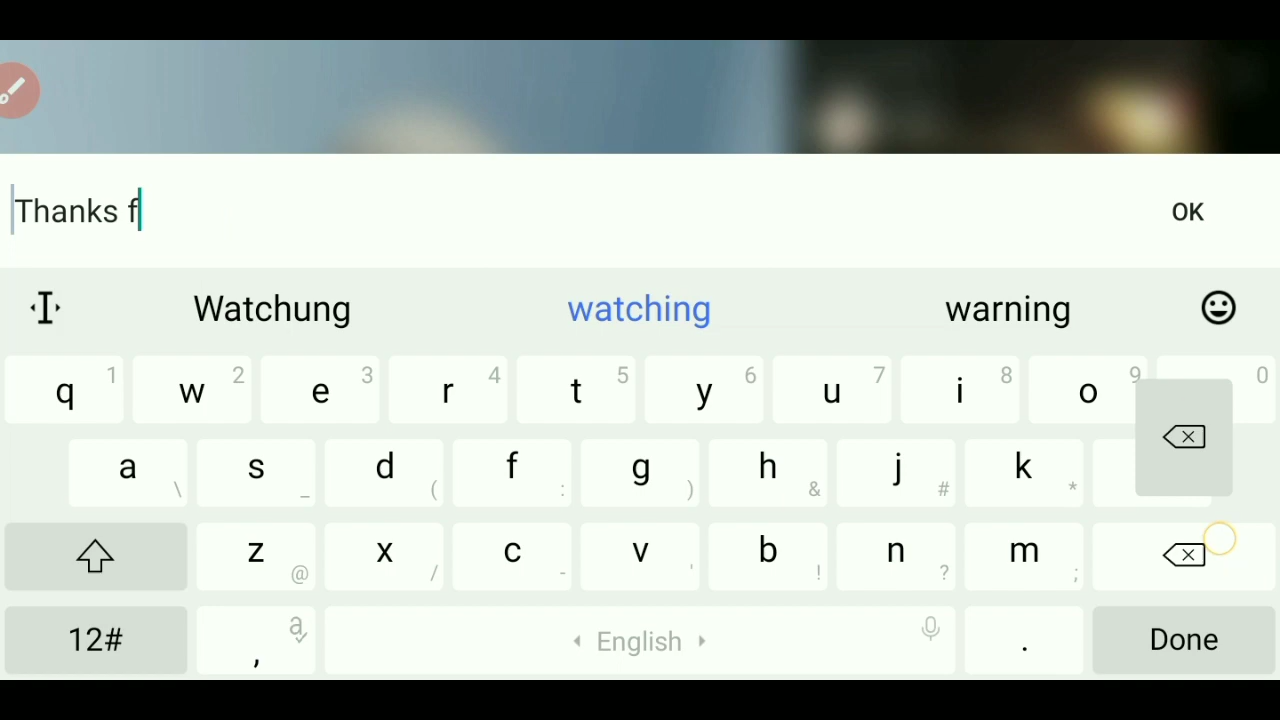 Thanks f
OK
Watchung watching warning
q 1 w 2 e 3 r 4 t 5 y 6 u 7 i 8 o 9 0
a \ s _ d ( f : g ) h & j # k *
z @ x / c - v ' b ! n ? m ;
12# , a English . Done